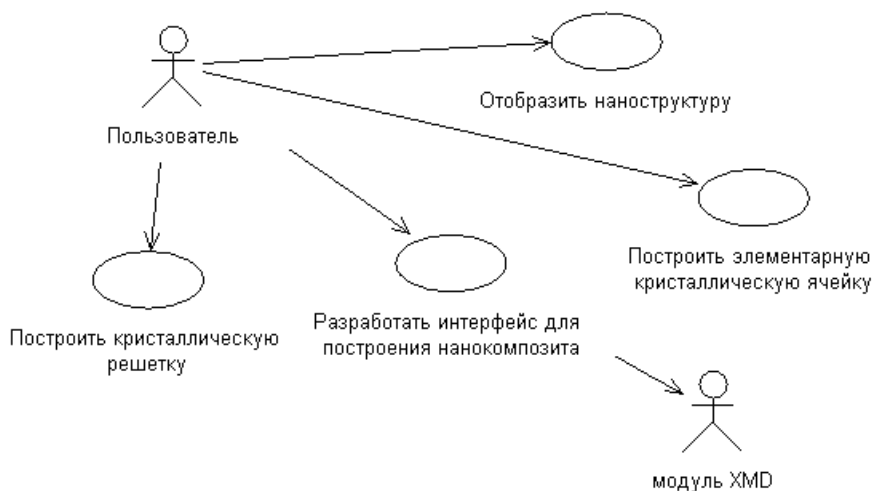 Отобразить наноструктуру
Пользователь
Построить элементарную
кристаллическую ячейку
Разработать интерфейс для
построения нанокомпозита
Построить кристаллическую
решетку
модуль XMD